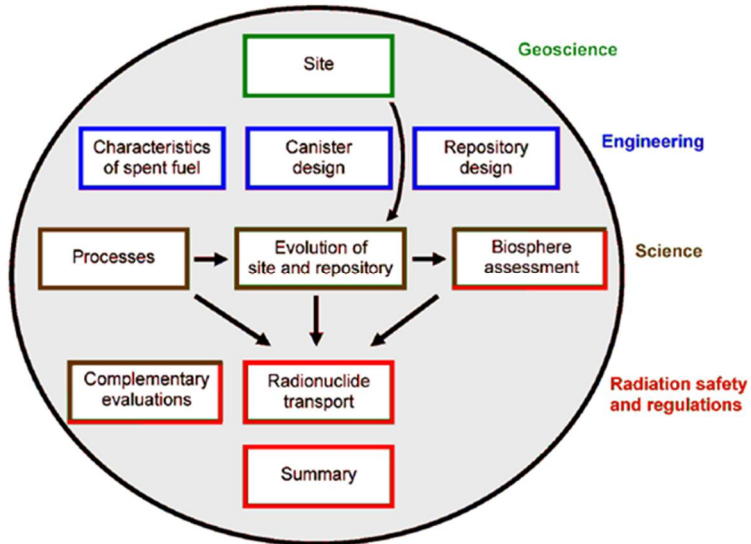 Geoscience
Site
Engineering
Characteristics
of spent fuel
Canister
design
Repository
design
Processes
Evolution of
site and repository
Biosphere
assessment
Science
Complementary
evaluations
Radionuclide
transport
Radiation safety
and regulations
Summary